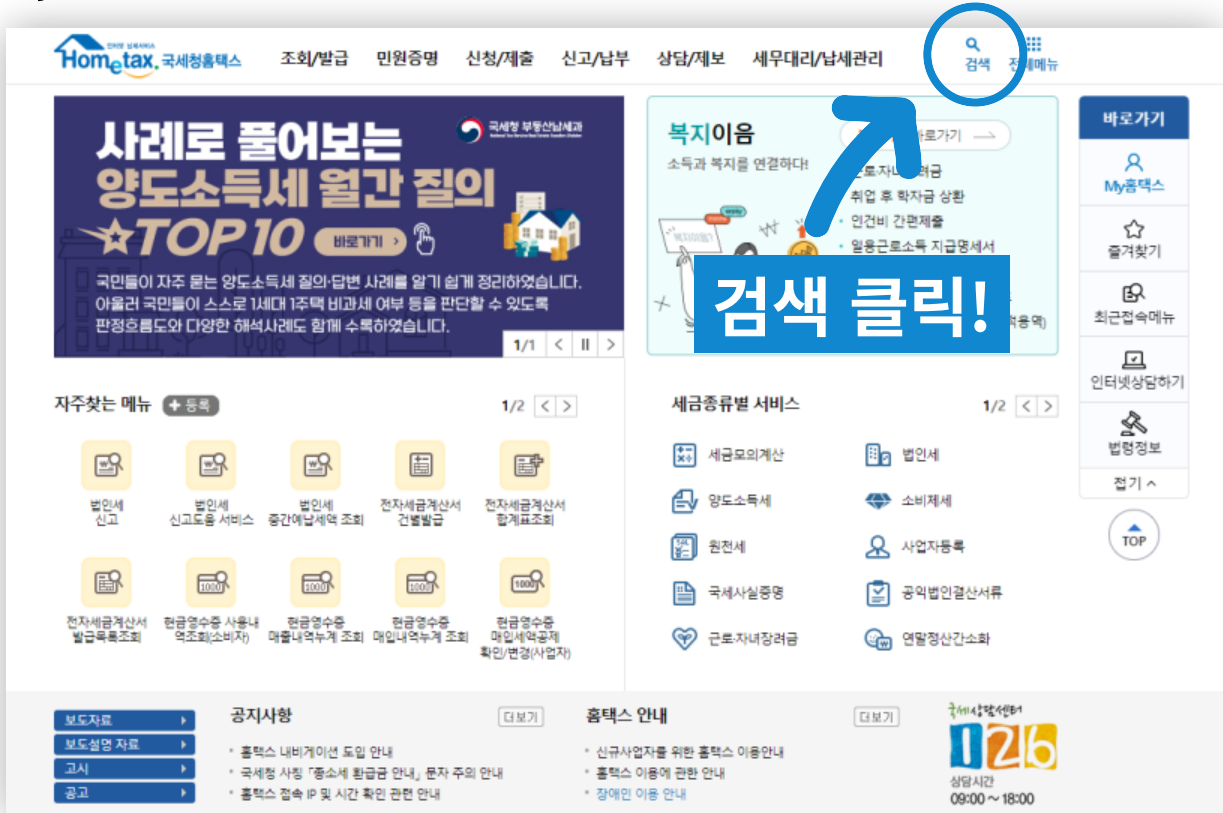 인터넷 납세서비스
Hometax. 국세청홈택스
조회/발급 민원증명 신청/제출 신고/납부 상담/제보 세무대리/납세관리
검색
사례로 풀어보는
양도소득세 월간 질의
TOP 10 바로가기
국세청 부동산납세과
국민들이 자주 묻는 양도소득세 질의·답변 사례를 알기 쉽게 정리하였습니다.
아울러 국민들이 스스로 1세대 1주택 비과세 여부 등을 판단할 수 있도록
판정흐름도와 다양한 해석사례도 함께 수록하였습니다.
1/1
복지이음
소득과 복지를 연결하다!
바로가기
취업 후 학자금 상환
인건비 간편제출
일용근로소득 지급명세서
검색 클릭!
바로가기
My홈택스
즐겨찾기
최근접속메뉴
인터넷상담하기
법령정보
접기
TOP
자주찾는 메뉴 + 등록
1/2
법인세
신고
법인세
신고도움 서비스
법인세
중간예납세액 조회
전자세금계산서
건별발급
전자세금계산서
합계표조회
전자세금계산서
발급목록조회
현금영수증 사용내
역조회(소비자)
현금영수증
매출내역누계 조회
현금영수증
매입내역누계 조회
현금영수증
매입세액공제
확인/변경(사업자)
세금종류별 서비스
1/2
세금모의계산
법인세
양도소득세
소비제세
원천세
사업자등록
국세사실증명
공익법인결산서류
근로·자녀장려금
연말정산간소화
보도자료
보도설명 자료
고시
공고
공지사항 더보기
홈택스 내비게이션 도입 안내
국세청 사칭 「종소세 환급금 안내」 문자 주의 안내
홈택스 접속 IP 및 시간 확인 관련 안내
홈택스 안내 더보기
신규사업자를 위한 홈택스 이용안내
홈택스 이용에 관한 안내
장애인 이용 안내
국세상담센터
126
상담시간
09:00 ~ 18:00